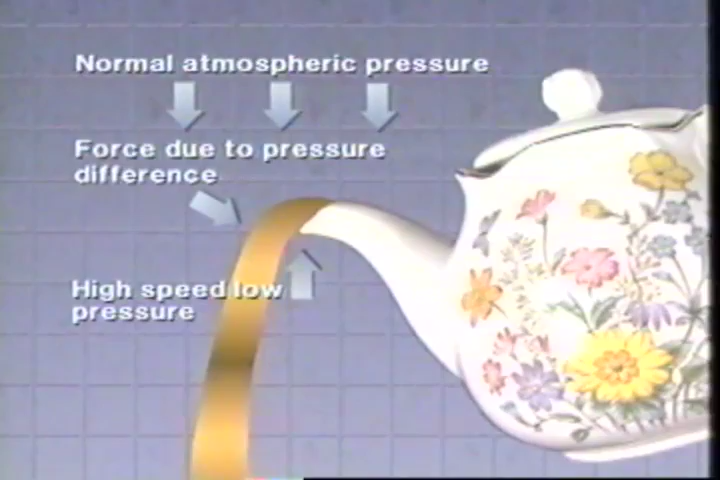 Normal atmospheric pressure
Force due to pressure
difference
High speed low
pressure